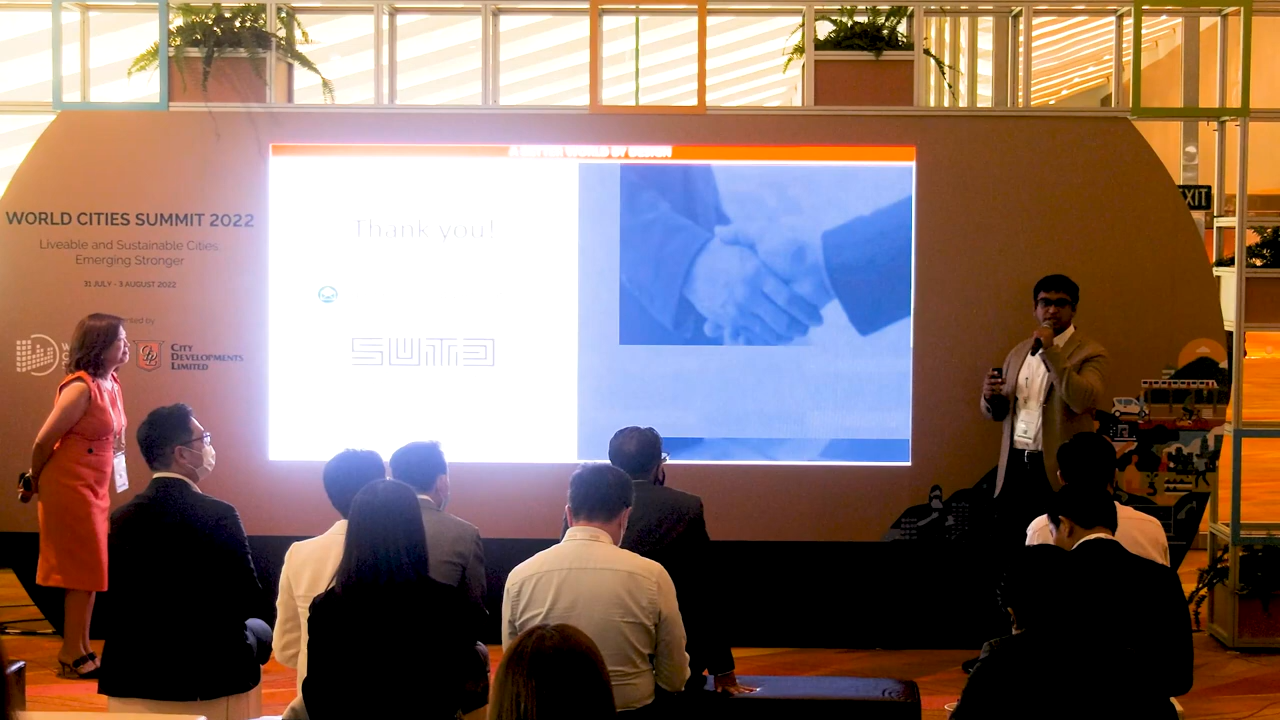 WORLD CITIES SUMMIT 2022
Liveable and Sustainable Cities:
Emerging Stronger
31 JULY - 3 AUGUST 2022
CITY
DEVELOPMENTS
LIMITED
Thank you!
EXIT